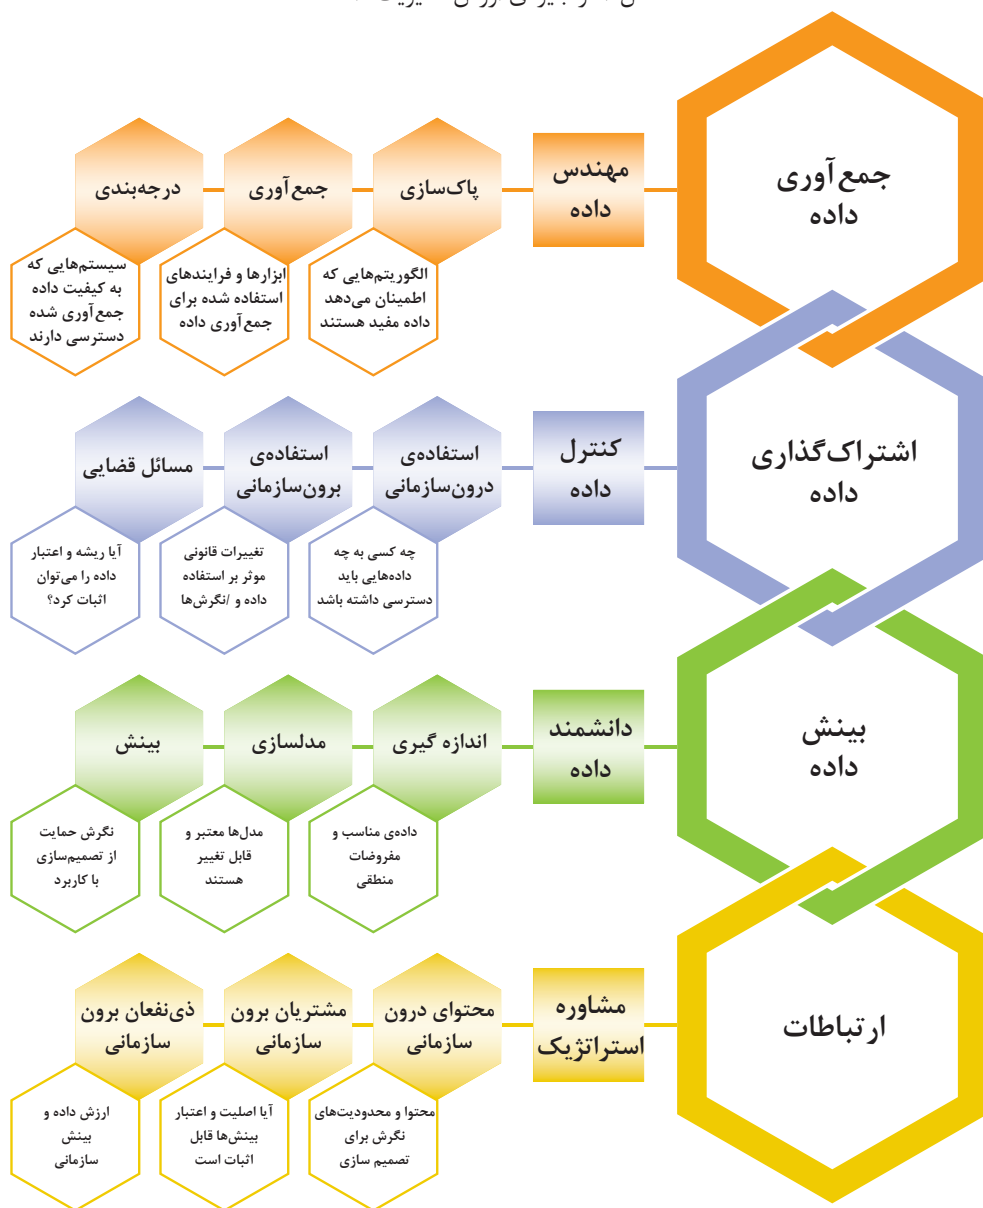 جمع‌آوری
داده
مهندس
داده
پاک‌سازی
الگوریتم‌هایی که
اطمینان می‌دهد
داده مفید هستند
جمع‌آوری
ابزارها و فرایندهای
استفاده شده برای
جمع‌آوری داده
درجه‌بندی
سیستم‌هایی که
به کیفیت داده
جمع‌آوری شده
دسترسی دارند
اشتراک‌گذاری
داده
کنترل
داده
استفاده‌ی
درون‌سازمانی
چه کسی به چه
داده‌هایی باید
دسترسی داشته باشد
استفاده‌ی
برون‌سازمانی
تغییرات قانونی
موثر بر استفاده
داده و /نگرش‌ها
مسائل قضایی
آیا ریشه و اعتبار
داده را می‌توان
اثبات کرد؟
بینش
داده
دانشمند
داده
اندازه گیری
داده‌ی مناسب و
مفروضات
منطقی
مدلسازی
مدل‌ها معتبر و
قابل تغییر
هستند
بینش
نگرش حمایت
از تصمیم‌سازی
با کاربرد
ارتباطات
مشاوره
استراتژیک
محتوای درون
سازمانی
محتوا و محدودیت‌های
نگرش برای
تصمیم سازی
مشتریان برون
سازمانی
آیا اصلیت و اعتبار
بینش‌ها قابل
اثبات است
ذی‌نفعان برون
سازمانی
ارزش داده و
بینش
سازمانی